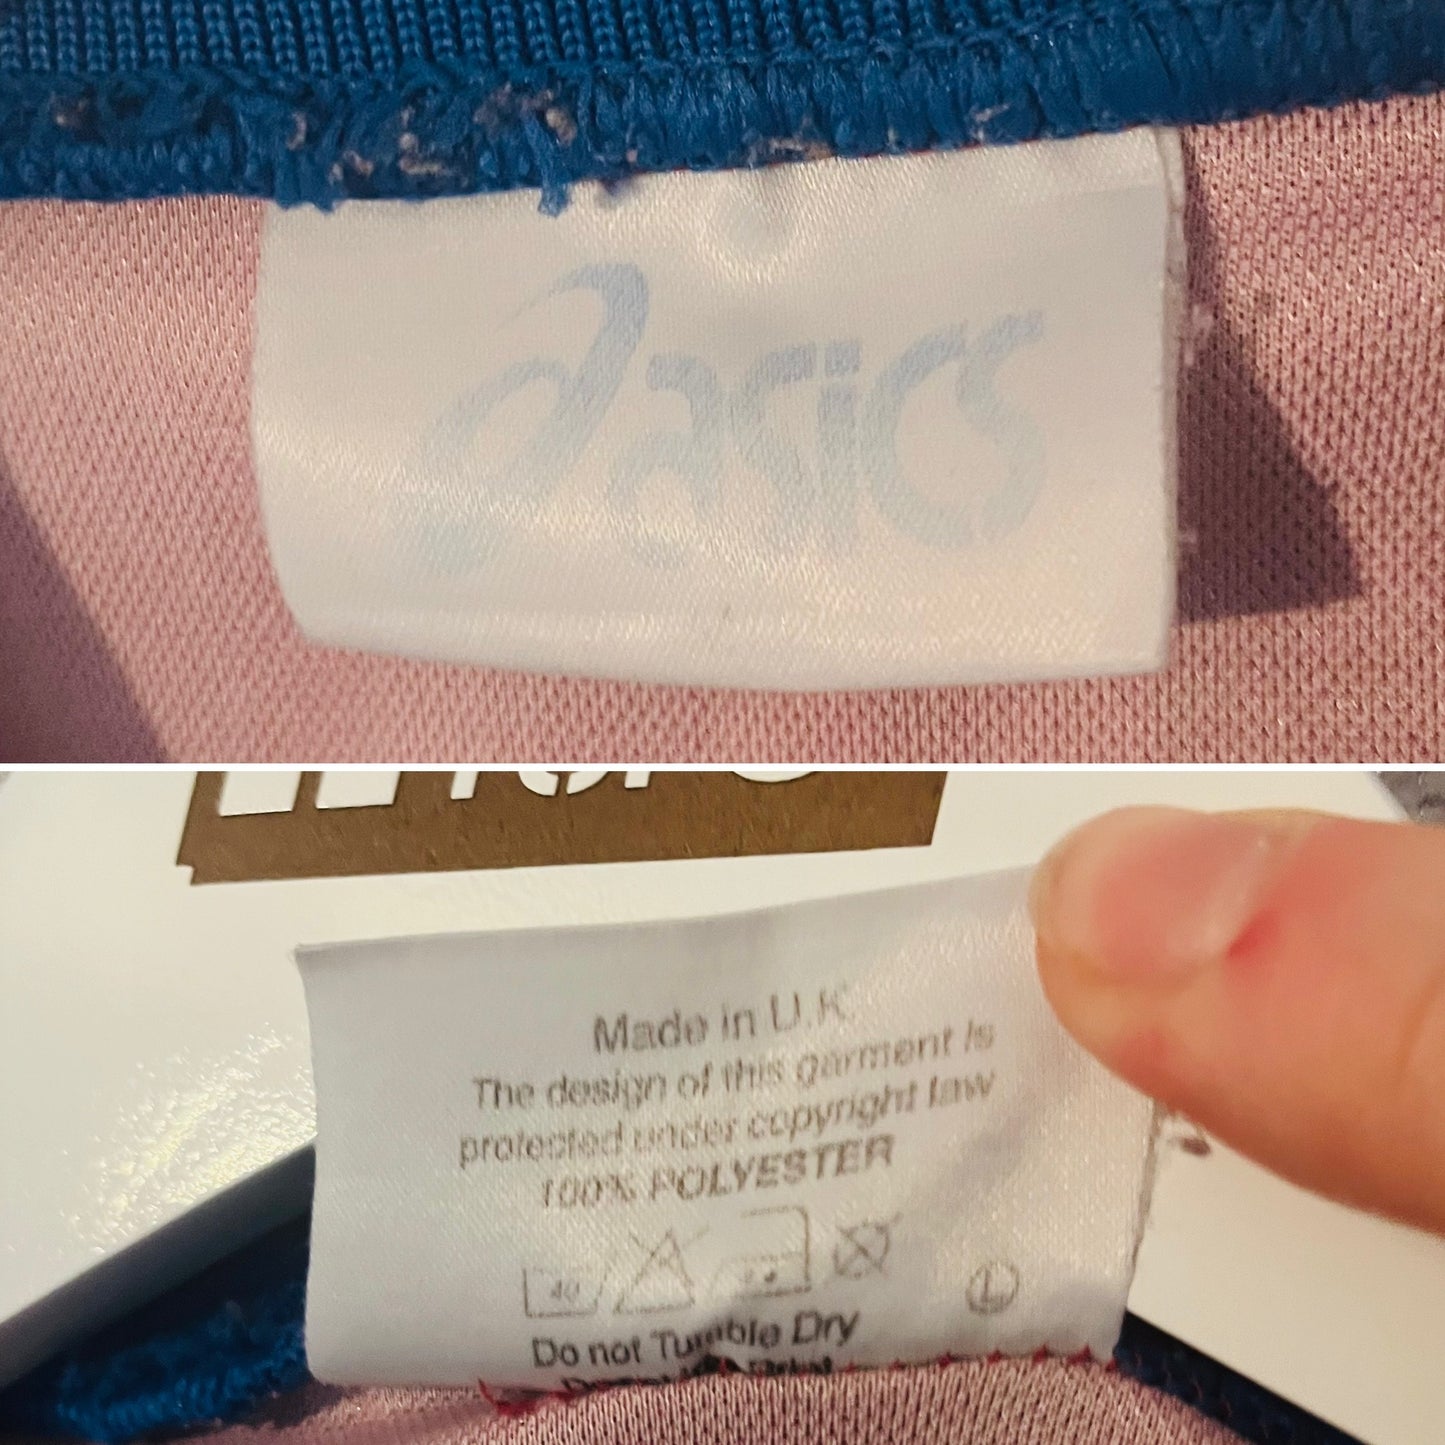 asics
Made in U.K
The design of this garment is
protected under copyright law
100% POLYESTER
40
L
Do not Tumble Dry